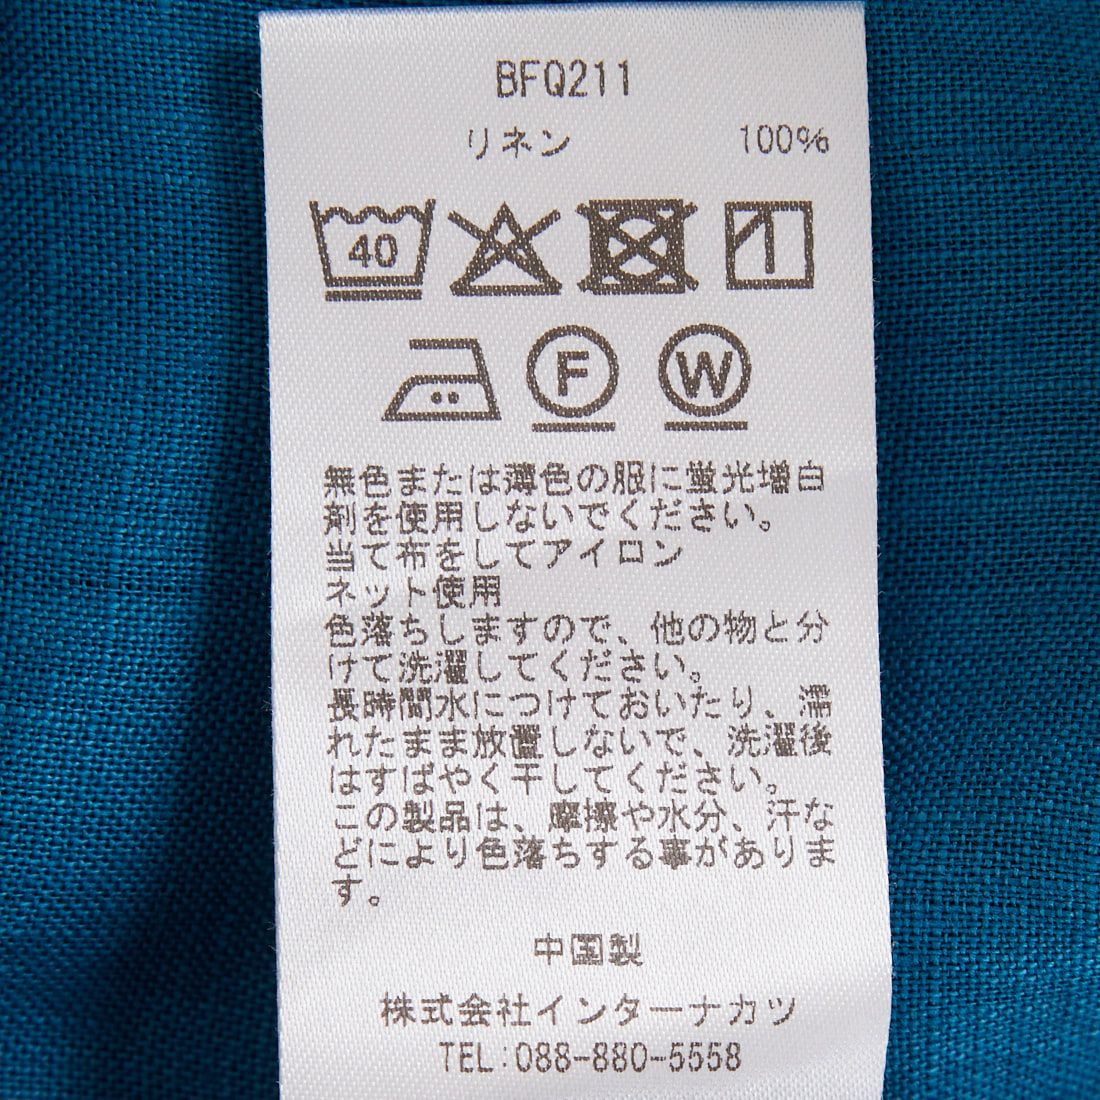 BFQ211
リネン 100%
40
F W
無色または薄色の服に蛍光増白
剤を使用しないでください。
当て布をしてアイロン
ネット使用
色落ちしますので、他の物と分
けて洗濯してください。
長時間水につけておいたり、濡
れたまま放置しないで、洗濯後
はすばやく干してください。
この製品は、摩擦や水分、汗な
どにより色落ちする事がありま
す。
中国製
株式会社インターナカツ
TEL:088-880-5558